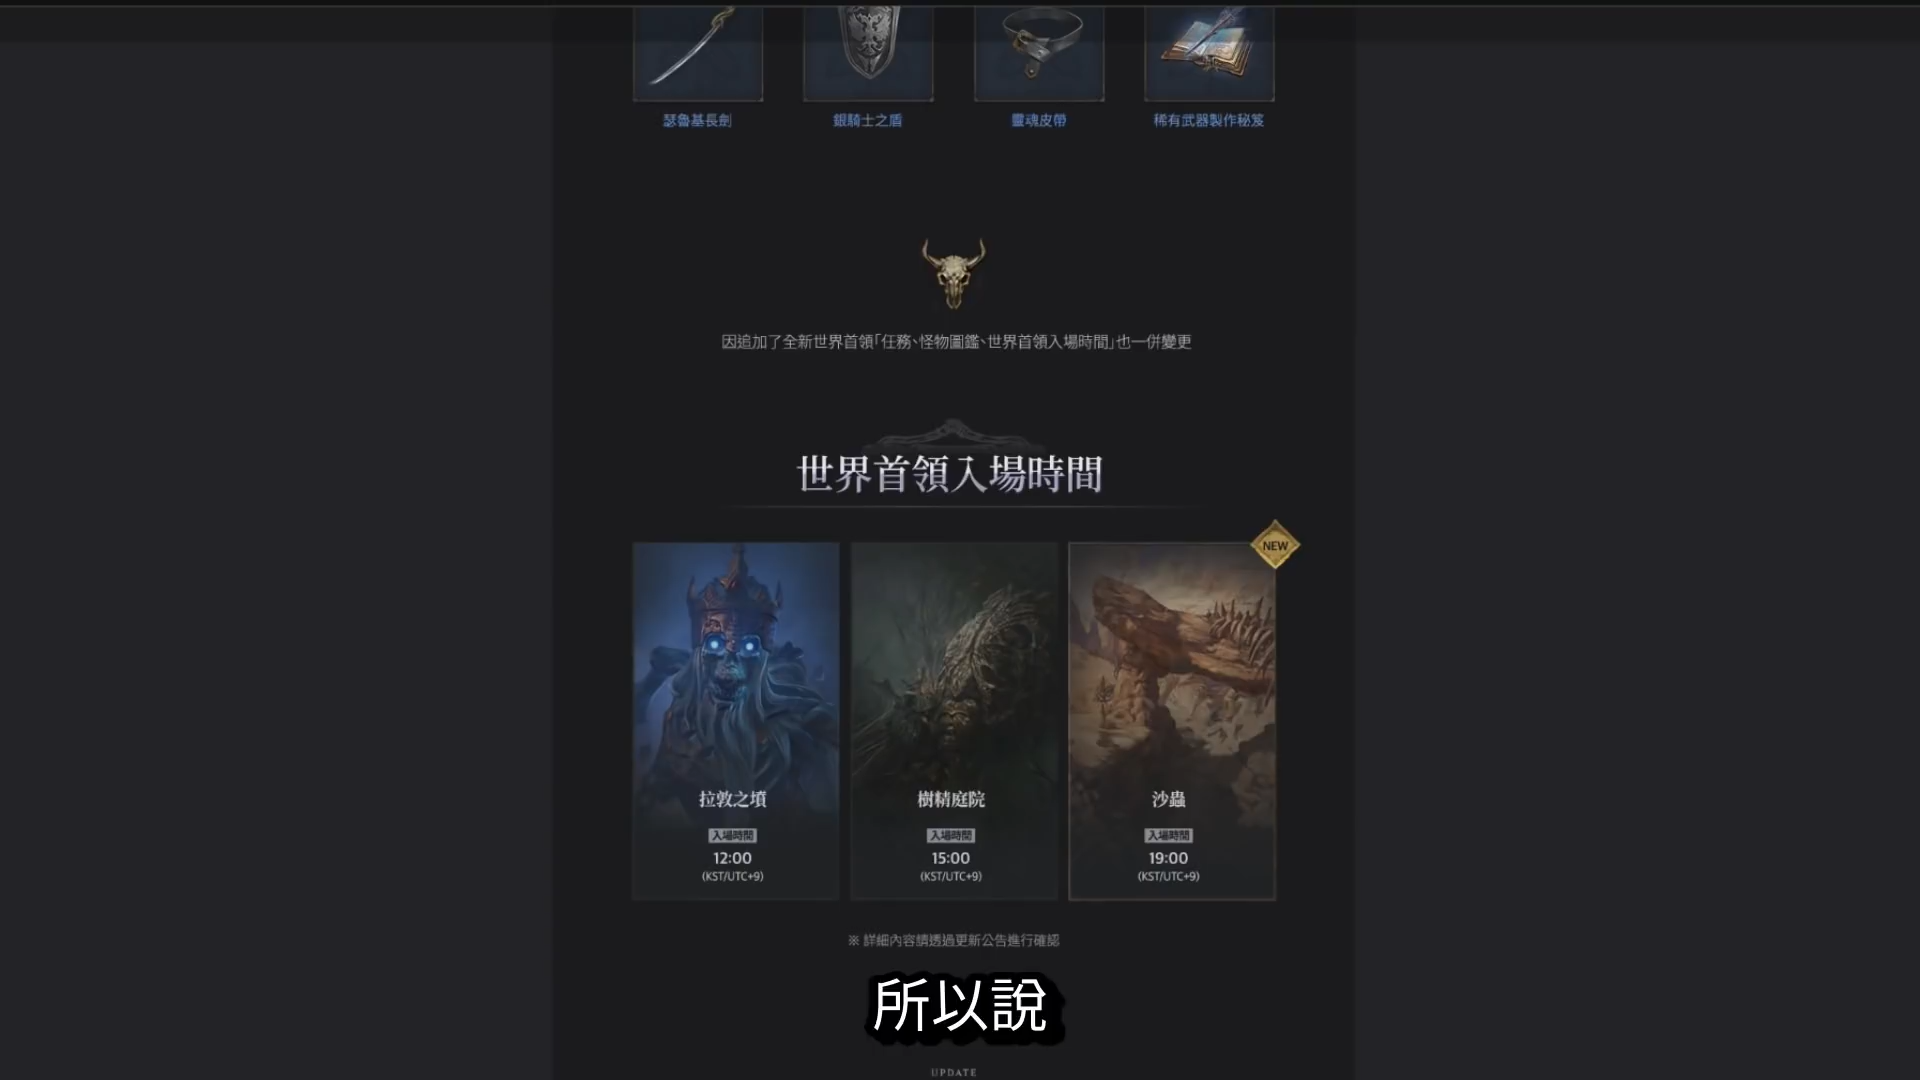 瑟魯基長劍
銀騎士之盾
靈魂皮帶
稀有武器製作秘笈
因追加了全新世界首領「任務、怪物圖鑑、世界首領入場時間」也一併變更
世界首領入場時間
NEW
拉敦之墳
入場時間
12:00
(KST/UTC+9)
樹精庭院
入場時間
15:00
(KST/UTC+9)
沙蟲
入場時間
19:00
(KST/UTC+9)
※ 詳細內容請透過更新公告進行確認
所以說
UPDATE